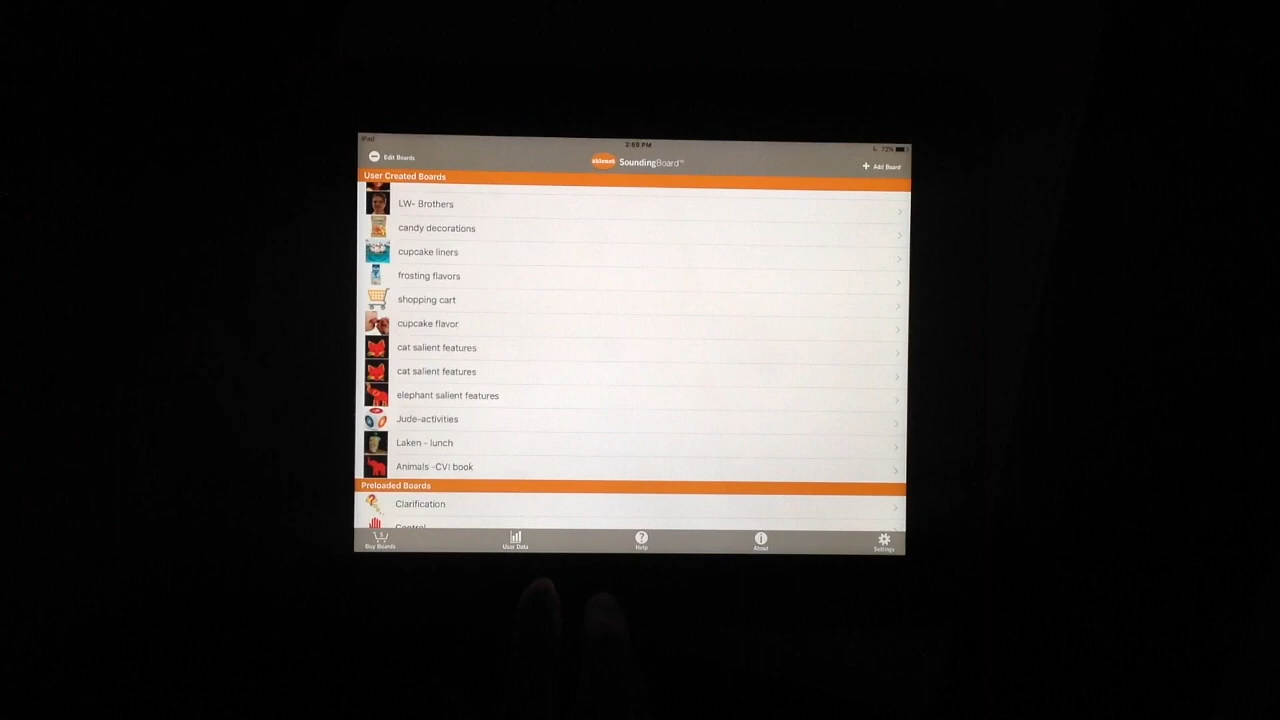 iPad
2:59 PM
72%
Edit Boards
ablenet SoundingBoard™
Add Board
User Created Boards
LW- Brothers
candy decorations
cupcake liners
frosting flavors
shopping cart
cupcake flavor
cat salient features
cat salient features
elephant salient features
Jude-activities
Laken - lunch
Animals -CVI book
Preloaded Boards
Clarification
Control
Buy Boards
User Data
Help
About
Settings